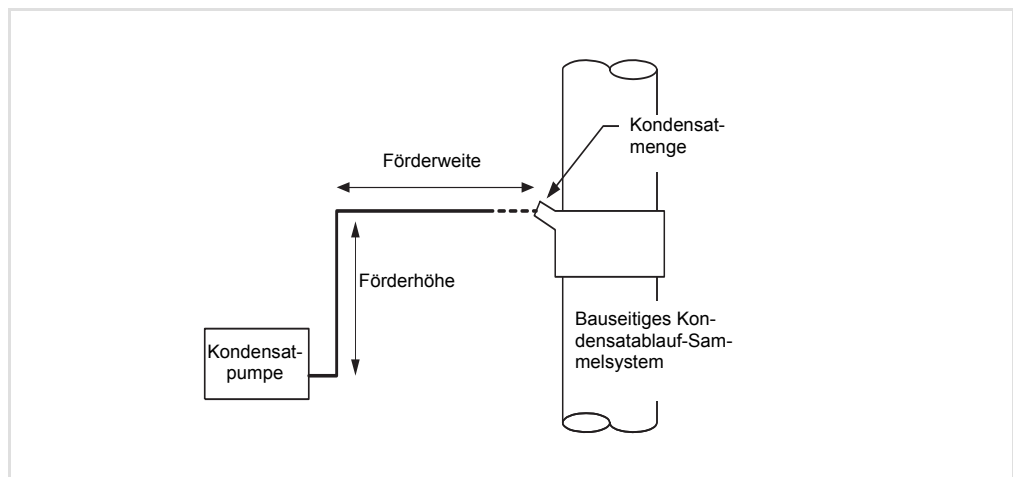 Kondensat-
menge
Förderweite
Förderhöhe
Kondensat-
pumpe
Bauseitiges Kon-
densatablauf-Sam-
melsystem